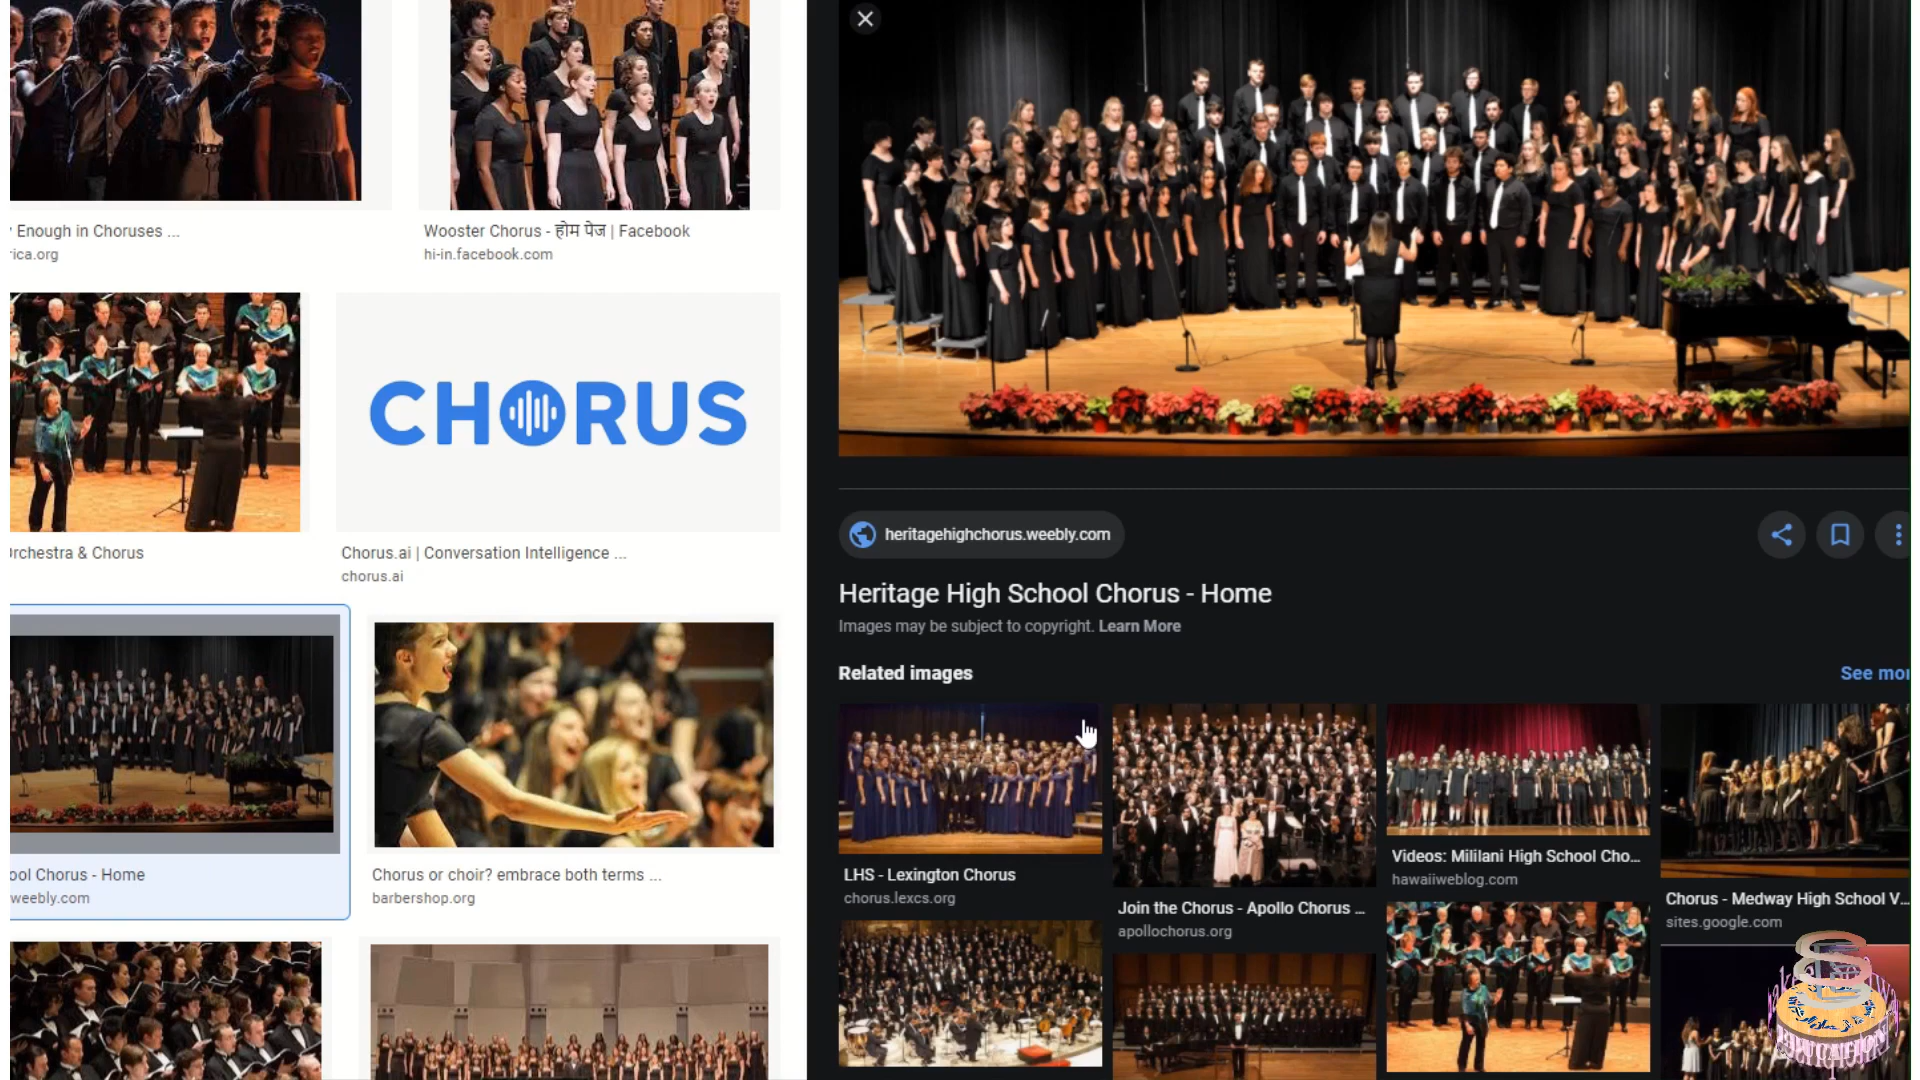 Enough in Choruses ...
ica.org
Wooster Chorus - होम पेज | Facebook
hi-in.facebook.com
Orchestra & Chorus
CHORUS
Chorus.ai | Conversation Intelligence ...
chorus.ai
ool Chorus - Home
weebly.com
Chorus or choir? embrace both terms ...
barbershop.org
heritagehighchorus.weebly.com
Heritage High School Chorus - Home
Images may be subject to copyright. Learn More
Related images
See mor
LHS - Lexington Chorus
chorus.lexcs.org
Join the Chorus - Apollo Chorus ...
apollochorus.org
Videos: Mililani High School Cho...
hawaiiweblog.com
Chorus - Medway High School V...
sites.google.com